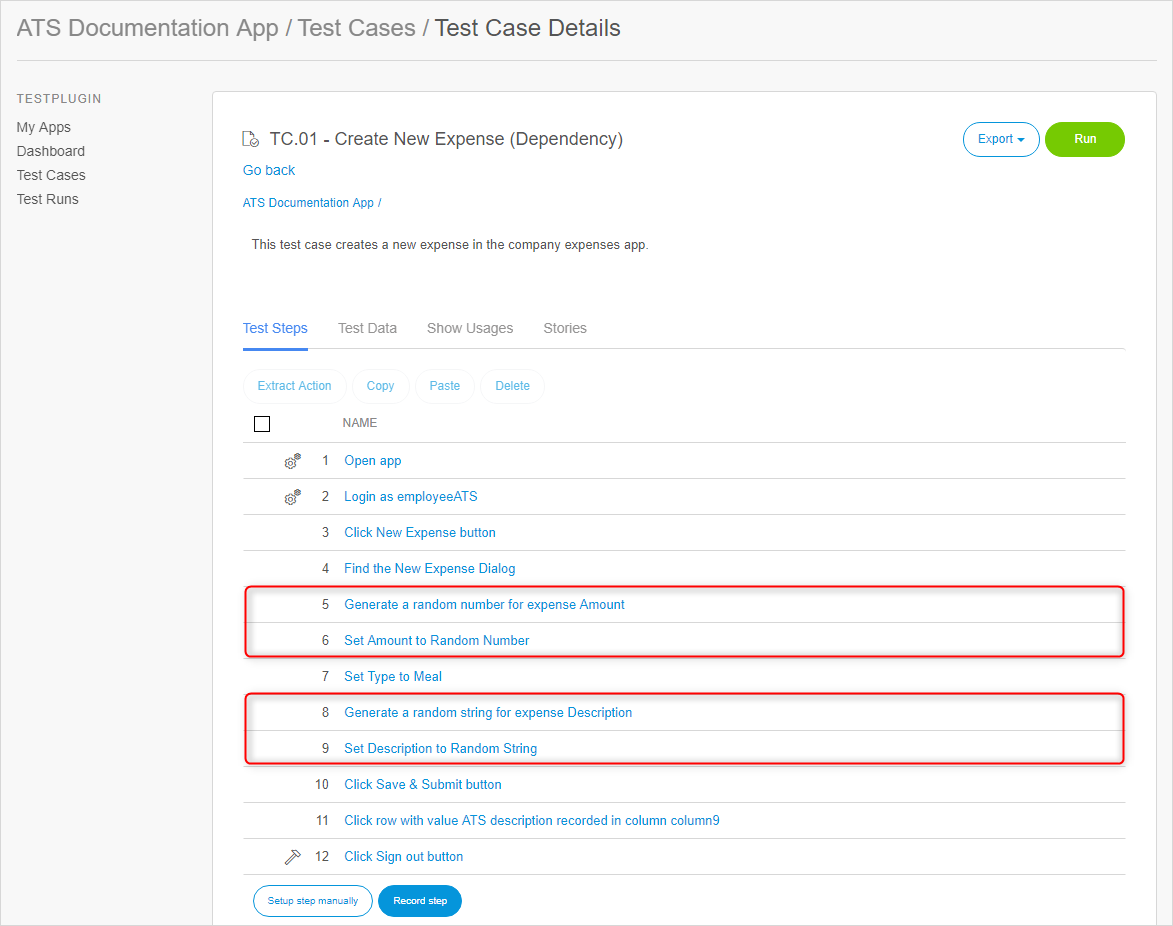 ATS Documentation App / Test Cases / Test Case Details
TESTPLUGIN
My Apps
Dashboard
Test Cases
Test Runs
TC.01 - Create New Expense (Dependency)
Export
Run
Go back
ATS Documentation App /
This test case creates a new expense in the company expenses app.
Test Steps
Test Data
Show Usages
Stories
Extract Action
Copy
Paste
Delete
NAME
1 Open app
2 Login as employeeATS
3 Click New Expense button
4 Find the New Expense Dialog
5 Generate a random number for expense Amount
6 Set Amount to Random Number
7 Set Type to Meal
8 Generate a random string for expense Description
9 Set Description to Random String
10 Click Save & Submit button
11 Click row with value ATS description recorded in column column9
12 Click Sign out button
Setup step manually
Record step